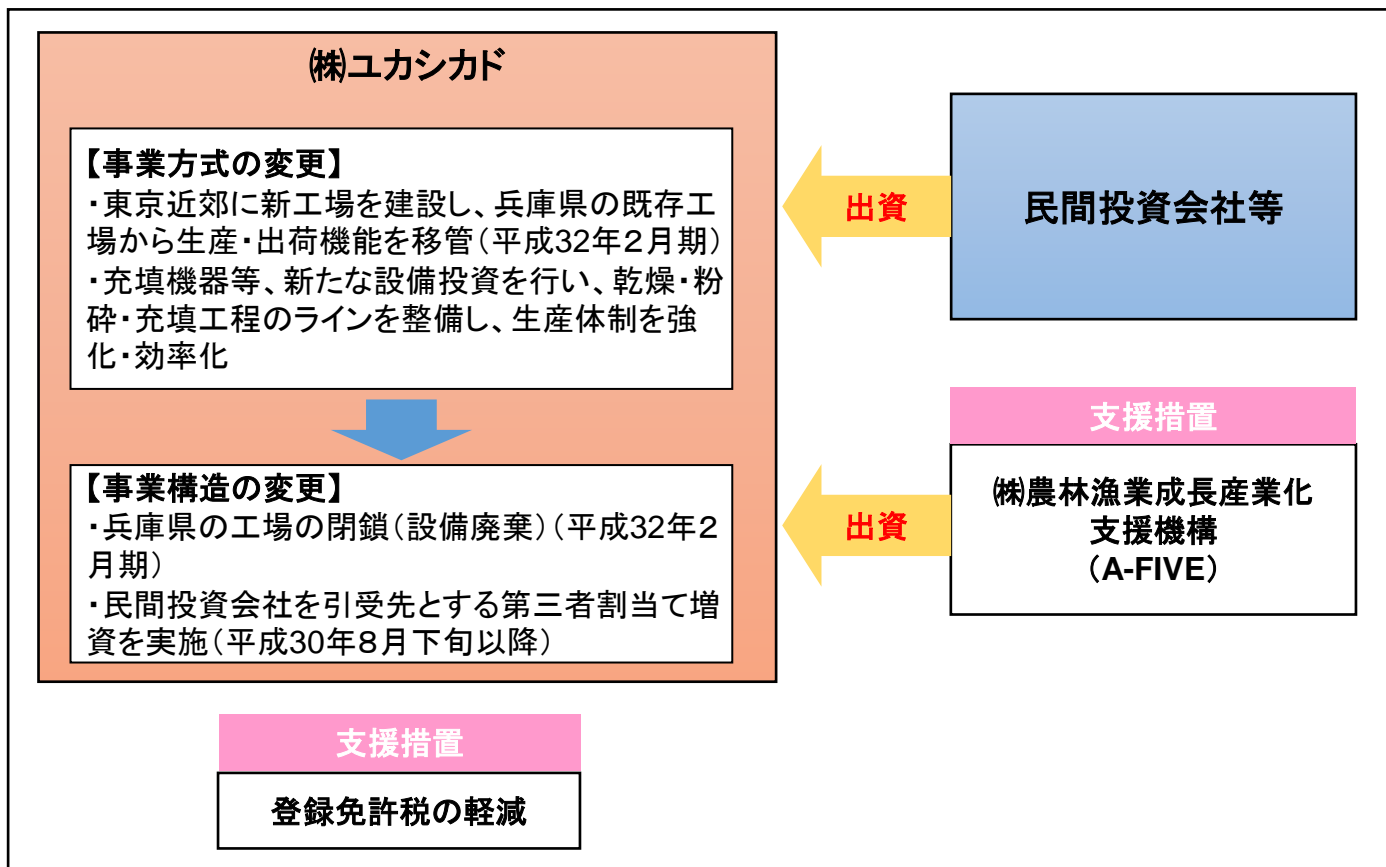 ㈱ユカシカド
【事業方式の変更】
・東京近郊に新工場を建設し、兵庫県の既存工
場から生産・出荷機能を移管（平成32年２月期）
・充填機器等、新たな設備投資を行い、乾燥・粉
砕・充填工程のラインを整備し、生産体制を強
化・効率化
【事業構造の変更】
・兵庫県の工場の閉鎖（設備廃棄）（平成32年２
月期）
・民間投資会社を引受先とする第三者割当て増
資を実施（平成30年８月下旬以降）
出資
民間投資会社等
出資
支援措置
㈱農林漁業成長産業化
支援機構
（A-FIVE）
支援措置
登録免許税の軽減